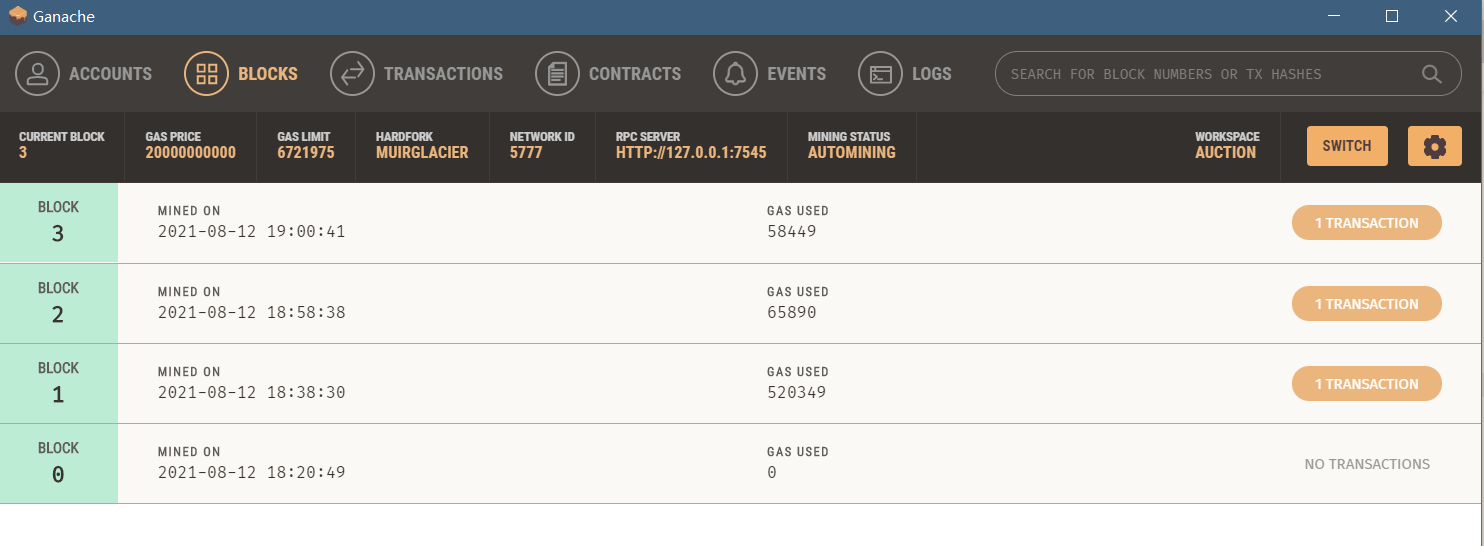 Ganache
ACCOUNTS BLOCKS TRANSACTIONS CONTRACTS EVENTS LOGS SEARCH FOR BLOCK NUMBERS OR TX HASHES
CURRENT BLOCK GAS PRICE GAS LIMIT HARDFORK NETWORK ID RPC SERVER MINING STATUS WORKSPACE
3 20000000000 6721975 MUIRGLACIER 5777 HTTP://127.0.0.1:7545 AUTOMINING AUCTION
SWITCH
BLOCK MINED ON GAS USED
3 2021-08-12 19:00:41 58449 1 TRANSACTION
BLOCK MINED ON GAS USED
2 2021-08-12 18:58:38 65890 1 TRANSACTION
BLOCK MINED ON GAS USED
1 2021-08-12 18:38:30 520349 1 TRANSACTION
BLOCK MINED ON GAS USED
0 2021-08-12 18:20:49 0 NO TRANSACTIONS